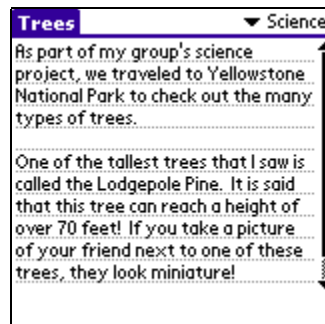 Trees
Science
As part of my group's science
project, we traveled to Yellowstone
National Park to check out the many
types of trees.
One of the tallest trees that I saw is
called the Lodgepole Pine. It is said
that this tree can reach a height of
over 70 feet! If you take a picture
of your friend next to one of these
trees, they look miniature!